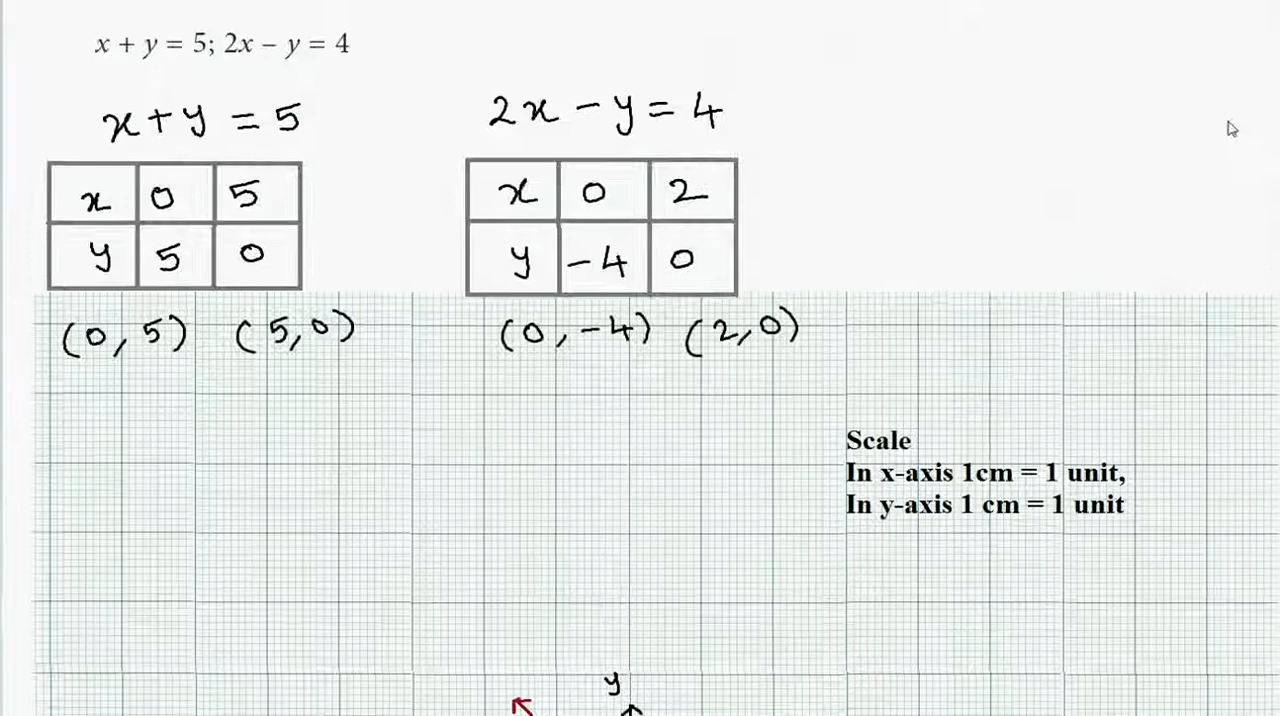 x + y = 5; 2x – y = 4
x + y = 5
2x - y = 4
x 0 5
y 5 0
x 0 2
y -4 0
(0, 5) (5, 0)
(0, -4) (2, 0)
Scale
In x-axis 1cm = 1 unit,
In y-axis 1 cm = 1 unit
y